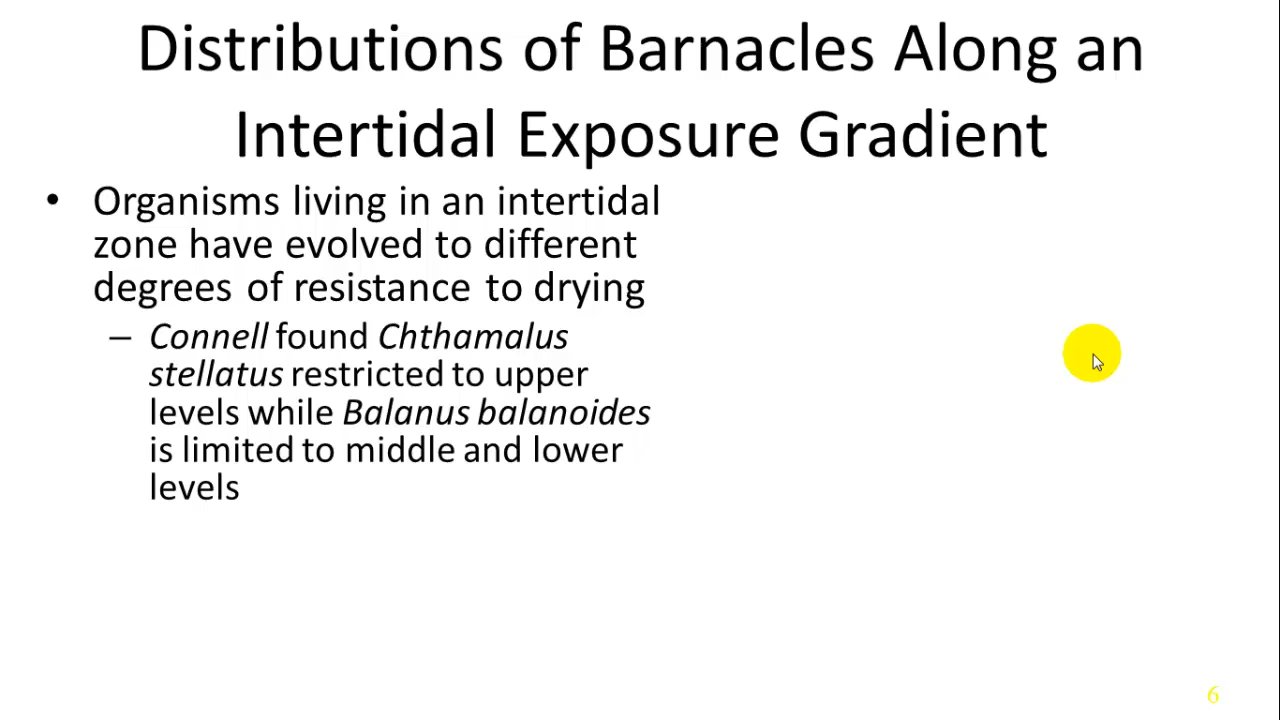 Distributions of Barnacles Along an
Intertidal Exposure Gradient
• Organisms living in an intertidal
zone have evolved to different
degrees of resistance to drying
– Connell found Chthamalus
stellatus restricted to upper
levels while Balanus balanoides
is limited to middle and lower
levels
6